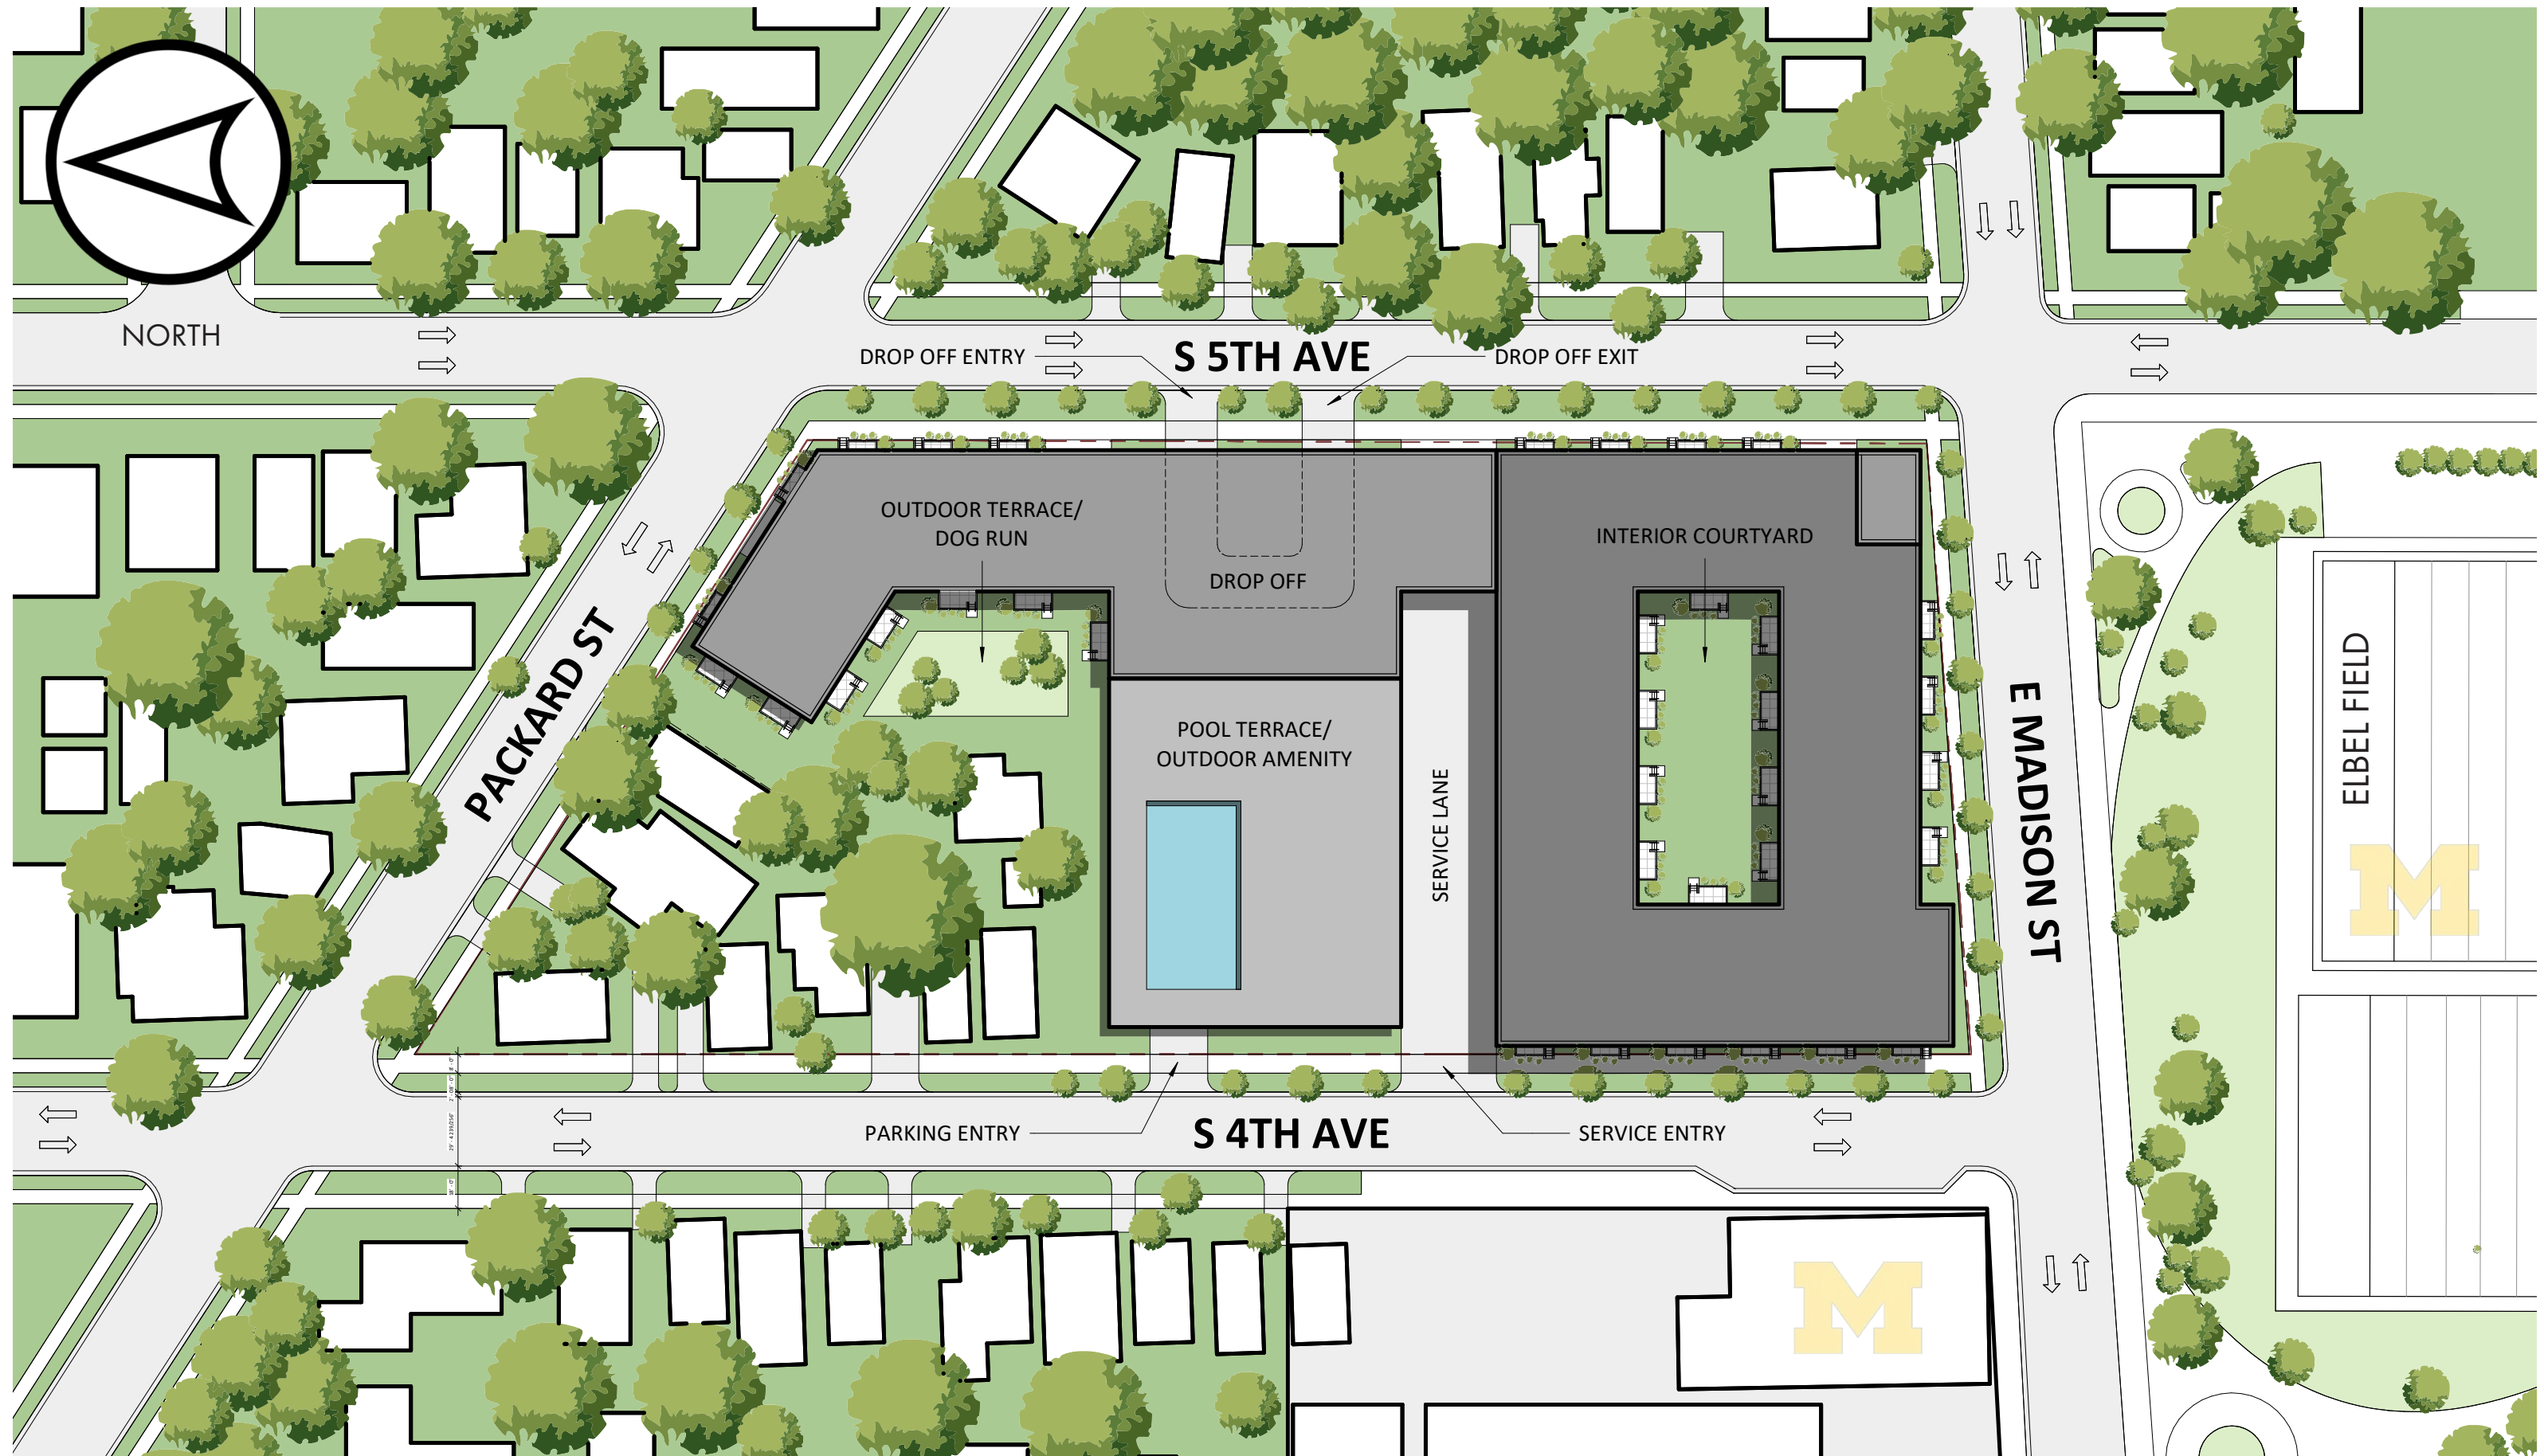 NORTH
S 5TH AVE
DROP OFF ENTRY
DROP OFF EXIT
OUTDOOR TERRACE/
DOG RUN
INTERIOR COURTYARD
DROP OFF
PACKARD ST
POOL TERRACE/
OUTDOOR AMENITY
SERVICE LANE
E MADISON ST
ELBEL FIELD
M
PARKING ENTRY
S 4TH AVE
SERVICE ENTRY
M